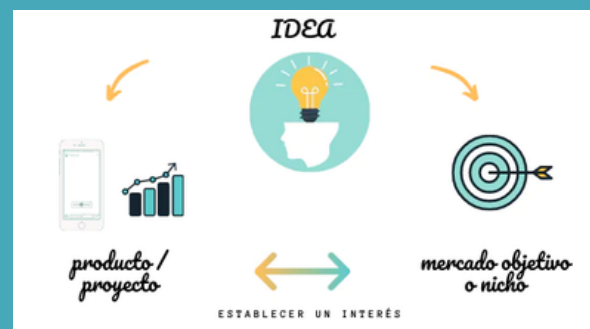 IDEA
producto /
proyecto
mercado objetivo
o nicho
ESTABLECER UN INTERÉS